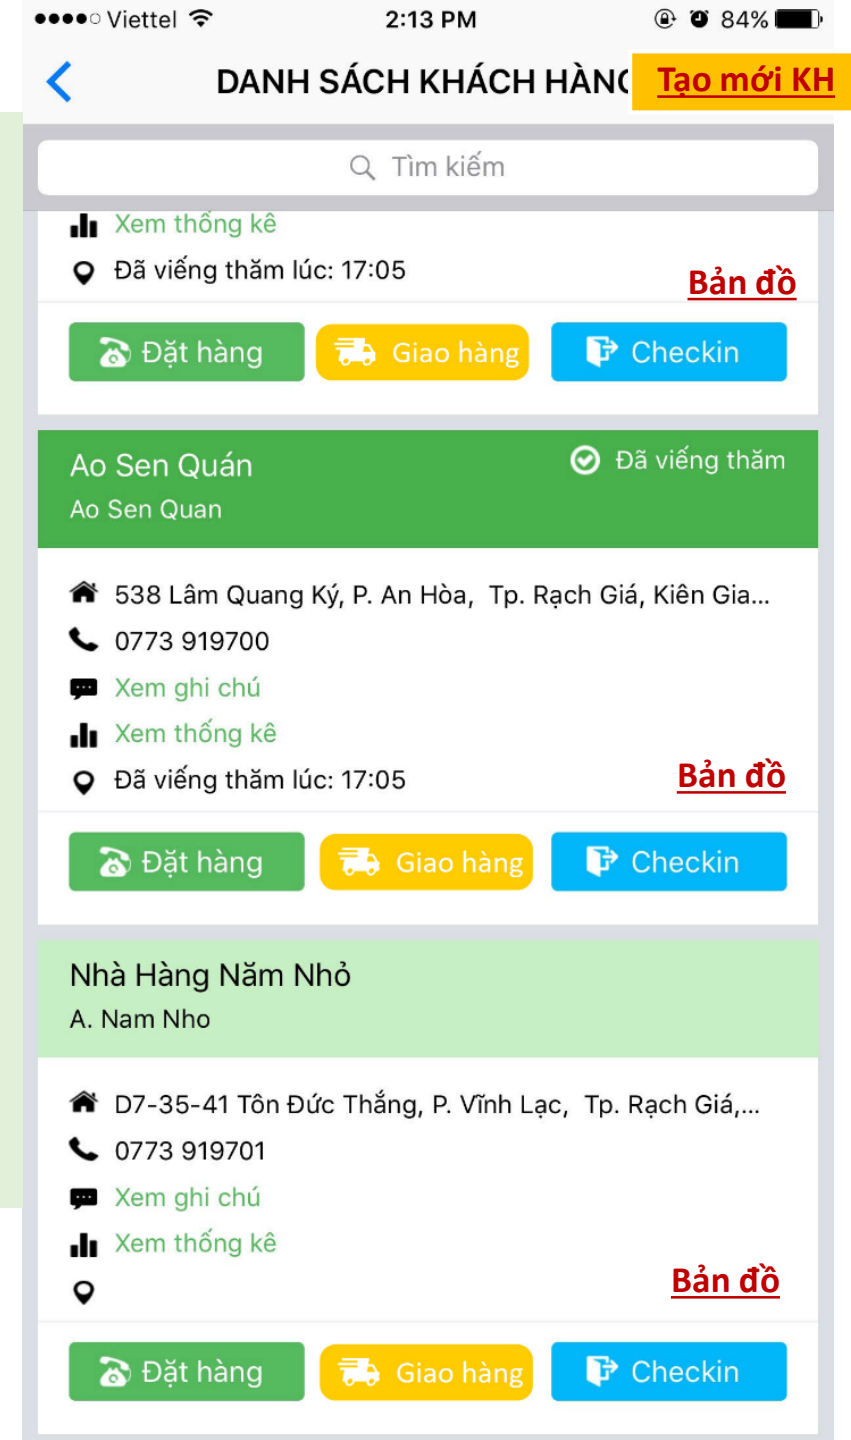 Viettel 2:13 PM 84%
DANH SÁCH KHÁCH HÀNG Tạo mới KH
Tìm kiếm
Xem thống kê
Đã viếng thăm lúc: 17:05
Bản đồ
Đặt hàng Giao hàng Checkin
Ao Sen Quán Đã viếng thăm
Ao Sen Quan
538 Lâm Quang Ký, P. An Hòa, Tp. Rạch Giá, Kiên Gia...
0773 919700
Xem ghi chú
Xem thống kê
Đã viếng thăm lúc: 17:05
Bản đồ
Đặt hàng Giao hàng Checkin
Nhà Hàng Năm Nhỏ
A. Nam Nho
D7-35-41 Tôn Đức Thắng, P. Vĩnh Lạc, Tp. Rạch Giá,...
0773 919701
Xem ghi chú
Xem thống kê
Bản đồ
Đặt hàng Giao hàng Checkin